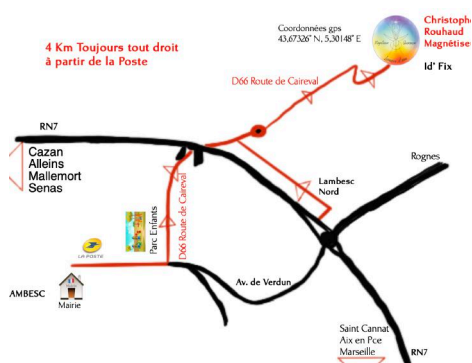 4 Km Toujours tout droit
à partir de la Poste
Coordonnées gps
43,67326° N, 5,30148° E
Christophe
Rouhaud
Magnétise
Id' Fix
D66 Route de Caireval
RN7
Cazan
Alleins
Mallemort
Senas
Rognes
Lambesc
Nord
Parc Enfants
D66 Route de Caireval
LA POSTE
AMBESC
Mairie
Av. de Verdun
Saint Cannat
Aix en Pce
Marseille
RN7